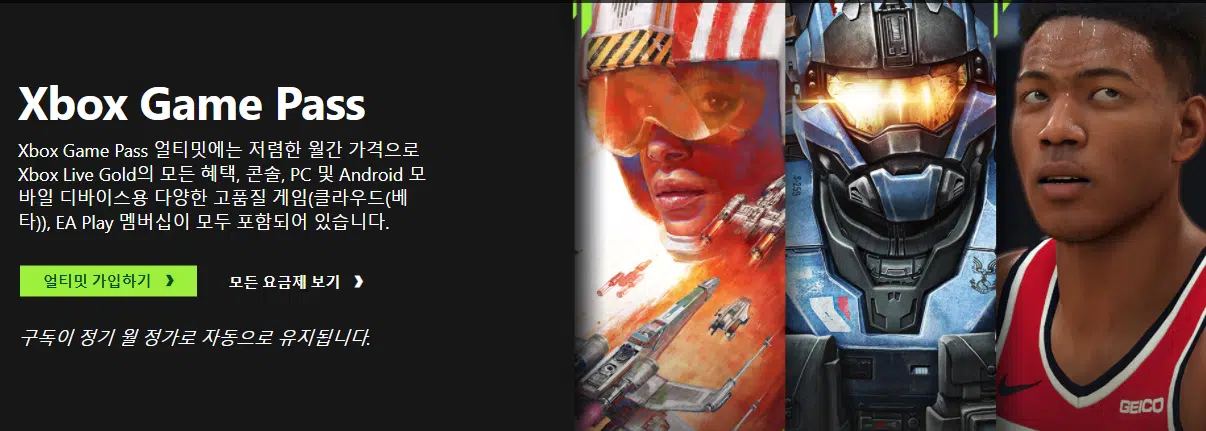 Xbox Game Pass
Xbox Game Pass 얼티밋에는 저렴한 월간 가격으로
Xbox Live Gold의 모든 혜택, 콘솔, PC 및 Android 모
바일 디바이스용 다양한 고품질 게임(클라우드(베
타)), EA Play 멤버십이 모두 포함되어 있습니다.
얼티밋 가입하기 ❯
모든 요금제 보기 ❯
구독이 정기 월 정가로 자동으로 유지됩니다.
S-259
GEICO